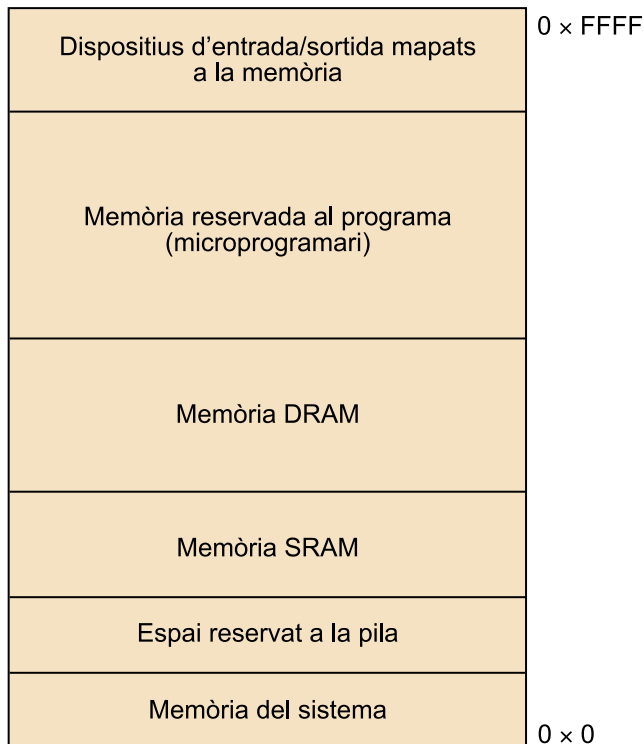 Dispositius d’entrada/sortida mapats
a la memòria
0 × FFFF
Memòria reservada al programa
(microprogramari)
Memòria DRAM
Memòria SRAM
Espai reservat a la pila
Memòria del sistema
0 × 0